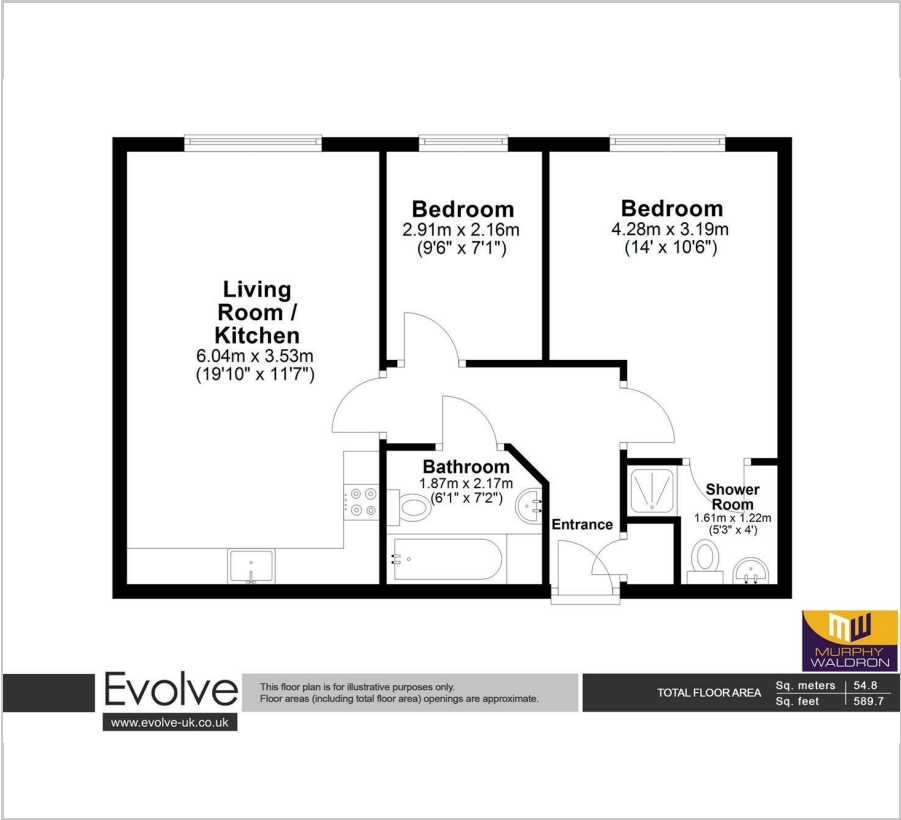 Living
Room /
Kitchen
6.04m x 3.53m
(19'10" x 11'7")
Bedroom
2.91m x 2.16m
(9'6" x 7'1")
Bedroom
4.28m x 3.19m
(14' x 10'6")
Bathroom
1.87m x 2.17m
(6'1" x 7'2")
Entrance
Shower
Room
1.61m x 1.22m
(5'3" x 4')
MW
MURPHY
WALDRON
Evolve
www.evolve-uk.co.uk
This floor plan is for illustrative purposes only.
Floor areas (including total floor area) openings are approximate.
TOTAL FLOOR AREA
Sq. meters 54.8
Sq. feet 589.7